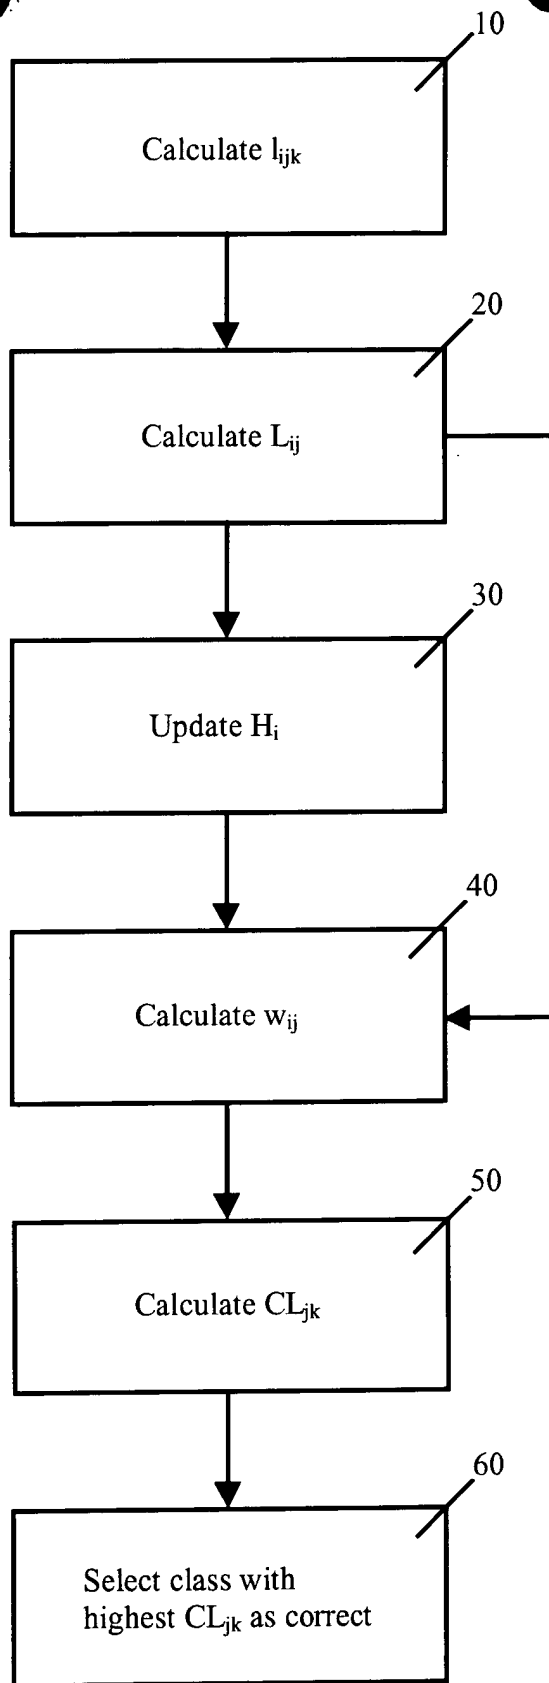 10
Calculate l_ijk
20
Calculate L_ij
30
Update H_i
40
Calculate w_ij
50
Calculate CL_jk
60
Select class with
highest CL_jk as correct